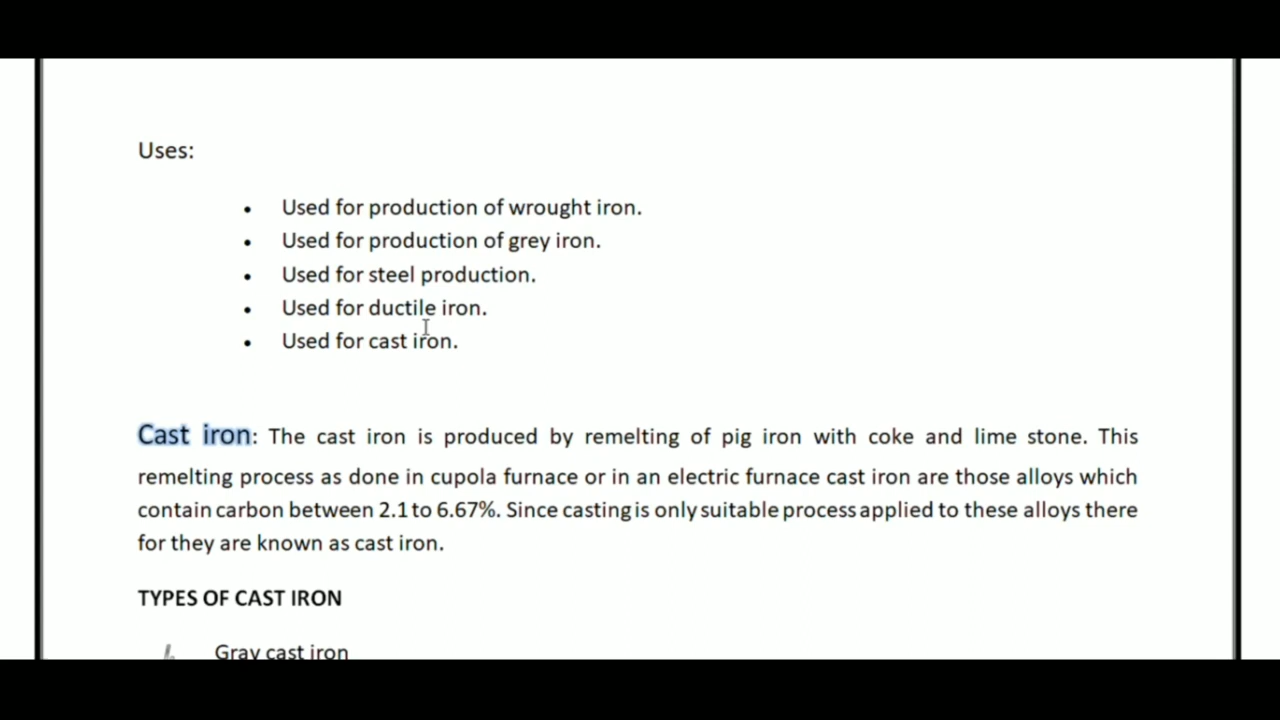 Uses:
• Used for production of wrought iron.
• Used for production of grey iron.
• Used for steel production.
• Used for ductile iron.
• Used for cast iron.
Cast iron: The cast iron is produced by remelting of pig iron with coke and lime stone. This
remelting process as done in cupola furnace or in an electric furnace cast iron are those alloys which
contain carbon between 2.1 to 6.67%. Since casting is only suitable process applied to these alloys there
for they are known as cast iron.
TYPES OF CAST IRON
Gray cast iron